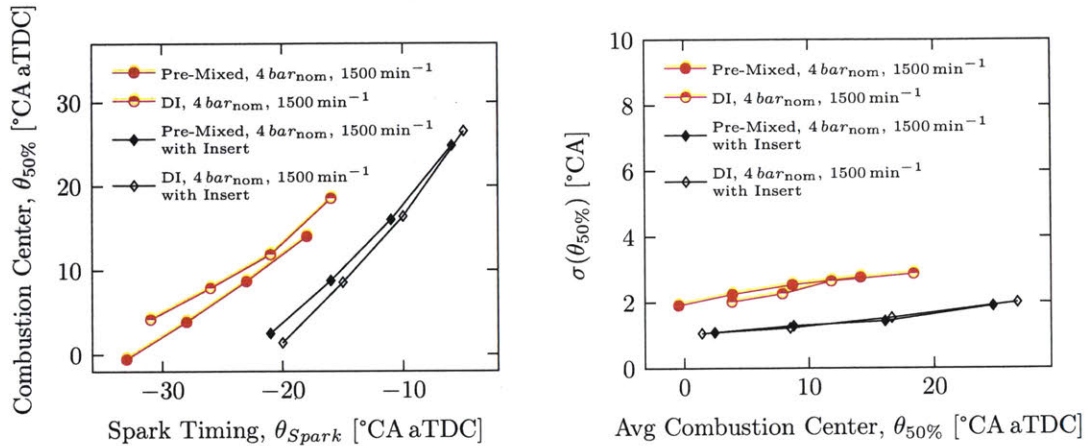 Combustion Center, θ50% [°CA aTDC]
30
20
10
0
Pre-Mixed, 4 barnom, 1500 min−1
DI, 4 barnom, 1500 min−1
Pre-Mixed, 4 barnom, 1500 min−1
with Insert
DI, 4 barnom, 1500 min−1
with Insert
−30
−20
−10
Spark Timing, θSpark [°CA aTDC]
σ(θ50%) [°CA]
10
8
6
4
2
0
Pre-Mixed, 4 barnom, 1500 min−1
DI, 4 barnom, 1500 min−1
Pre-Mixed, 4 barnom, 1500 min−1
with Insert
DI, 4 barnom, 1500 min−1
with Insert
0
10
20
Avg Combustion Center, θ50% [°CA aTDC]